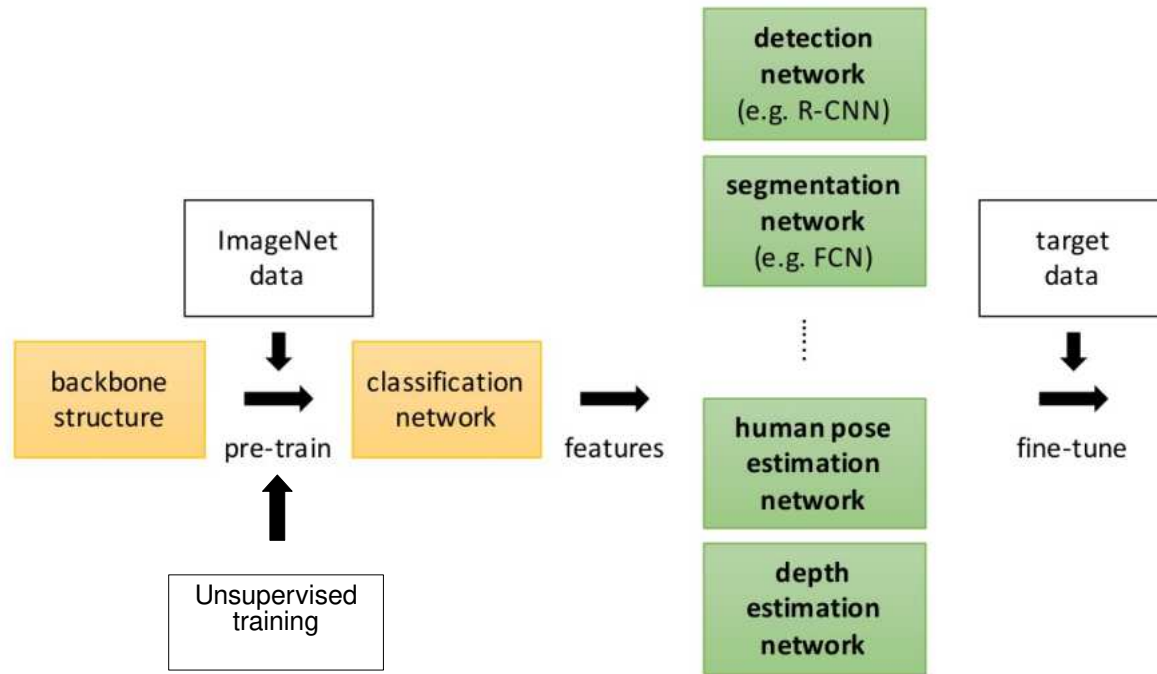 backbone
structure
ImageNet
data
pre-train
Unsupervised
training
classification
network
features
detection
network
(e.g. R-CNN)
segmentation
network
(e.g. FCN)
human pose
estimation
network
depth
estimation
network
target
data
fine-tune